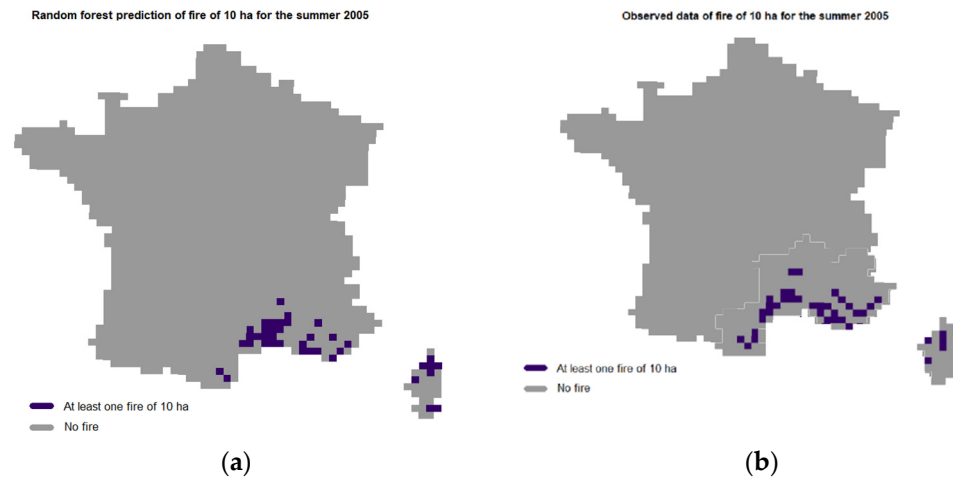 Random forest prediction of fire of 10 ha for the summer 2005
Observed data of fire of 10 ha for the summer 2005
At least one fire of 10 ha
No fire
At least one fire of 10 ha
No fire
(a)
(b)